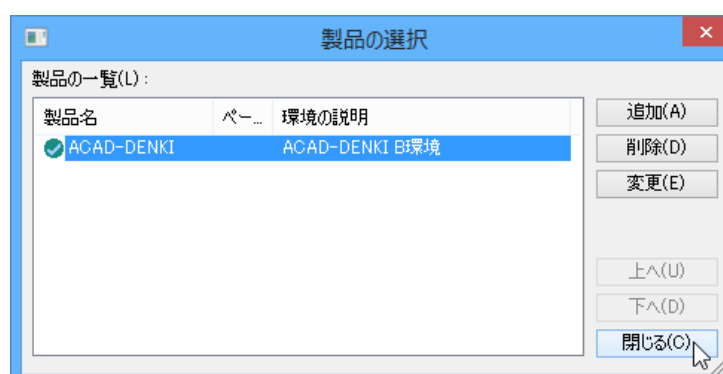 製品の選択
製品の一覧(L):
製品名 ペー... 環境の説明
ACAD-DENKI ACAD-DENKI B環境
追加(A)
削除(D)
変更(E)
上へ(U)
下へ(D)
閉じる(C)